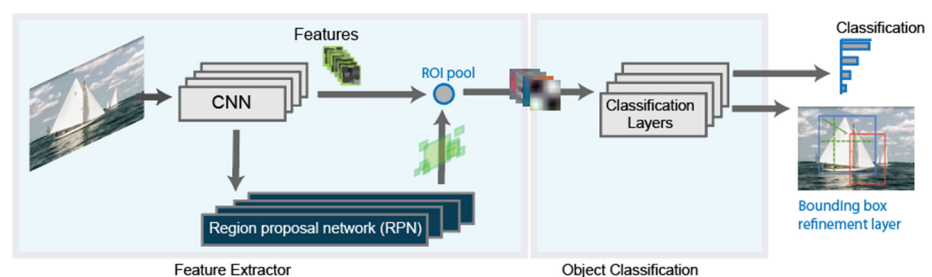 Features
CNN
ROI pool
Region proposal network (RPN)
Feature Extractor
Classification
Layers
Object Classification
Classification
Bounding box
refinement layer